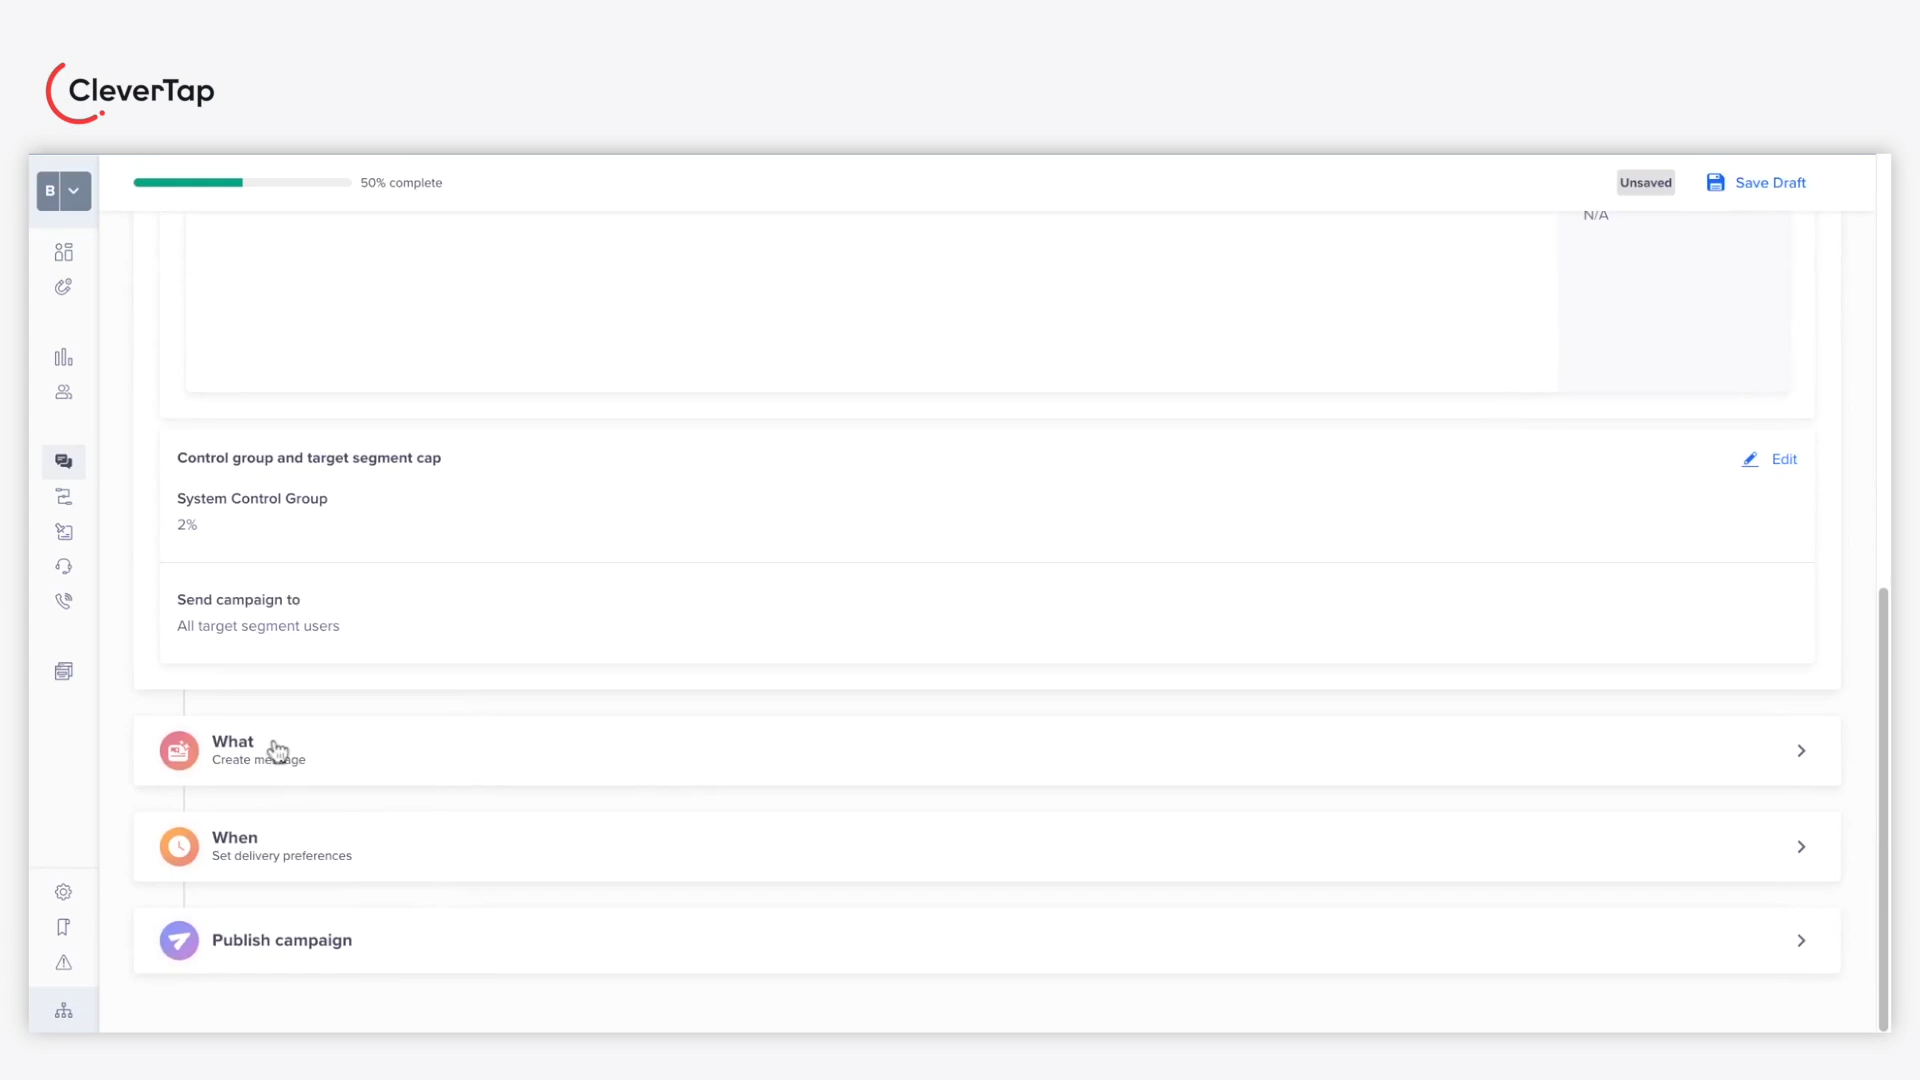 CleverTap
B
50% complete
Unsaved
Save Draft
N/A
Control group and target segment cap
Edit
System Control Group
2%
Send campaign to
All target segment users
What
Create message
When
Set delivery preferences
Publish campaign